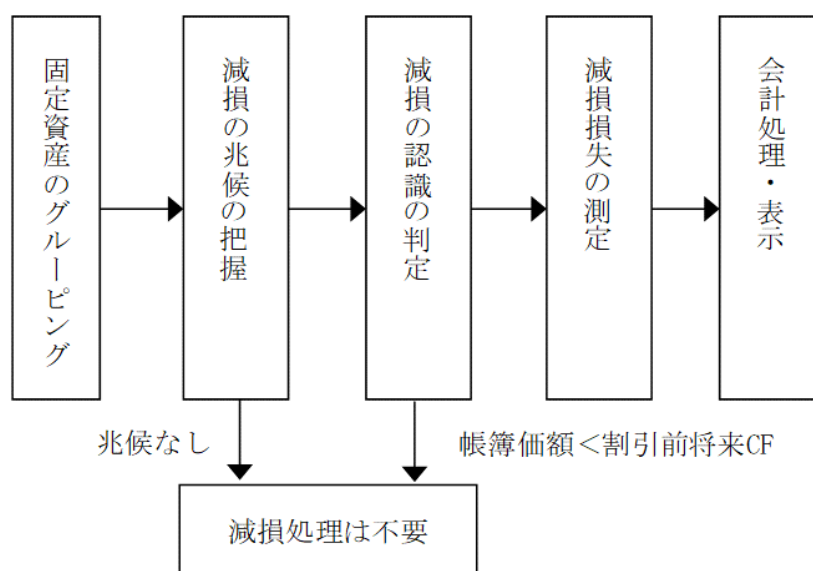 固定資産のグルーピング
減損の兆候の把握
減損の認識の判定
減損損失の測定
会計処理・表示
兆候なし
帳簿価額<割引前将来CF
減損処理は不要